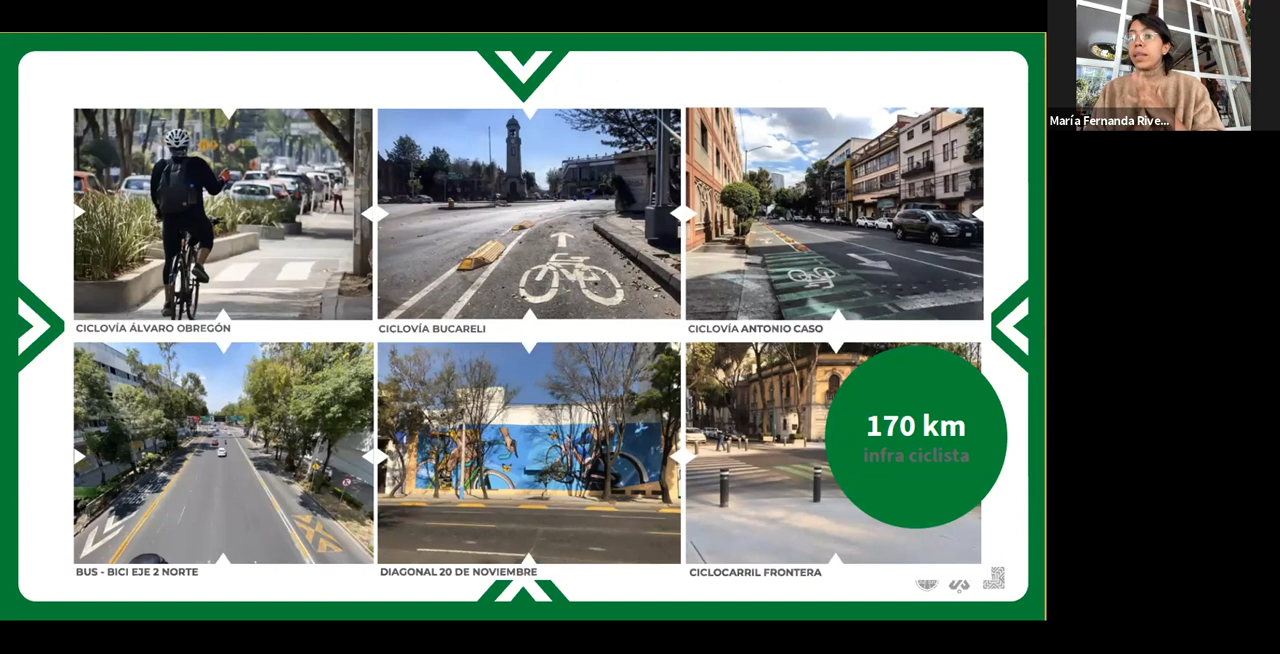 María Fernanda Rive...
CICLOVÍA ÁLVARO OBREGÓN
CICLOVÍA BUCARELI
CICLOVÍA ANTONIO CASO
170 km
infra ciclista
BUS - BICI EJE 2 NORTE
DIAGONAL 20 DE NOVIEMBRE
CICLOCARRIL FRONTERA